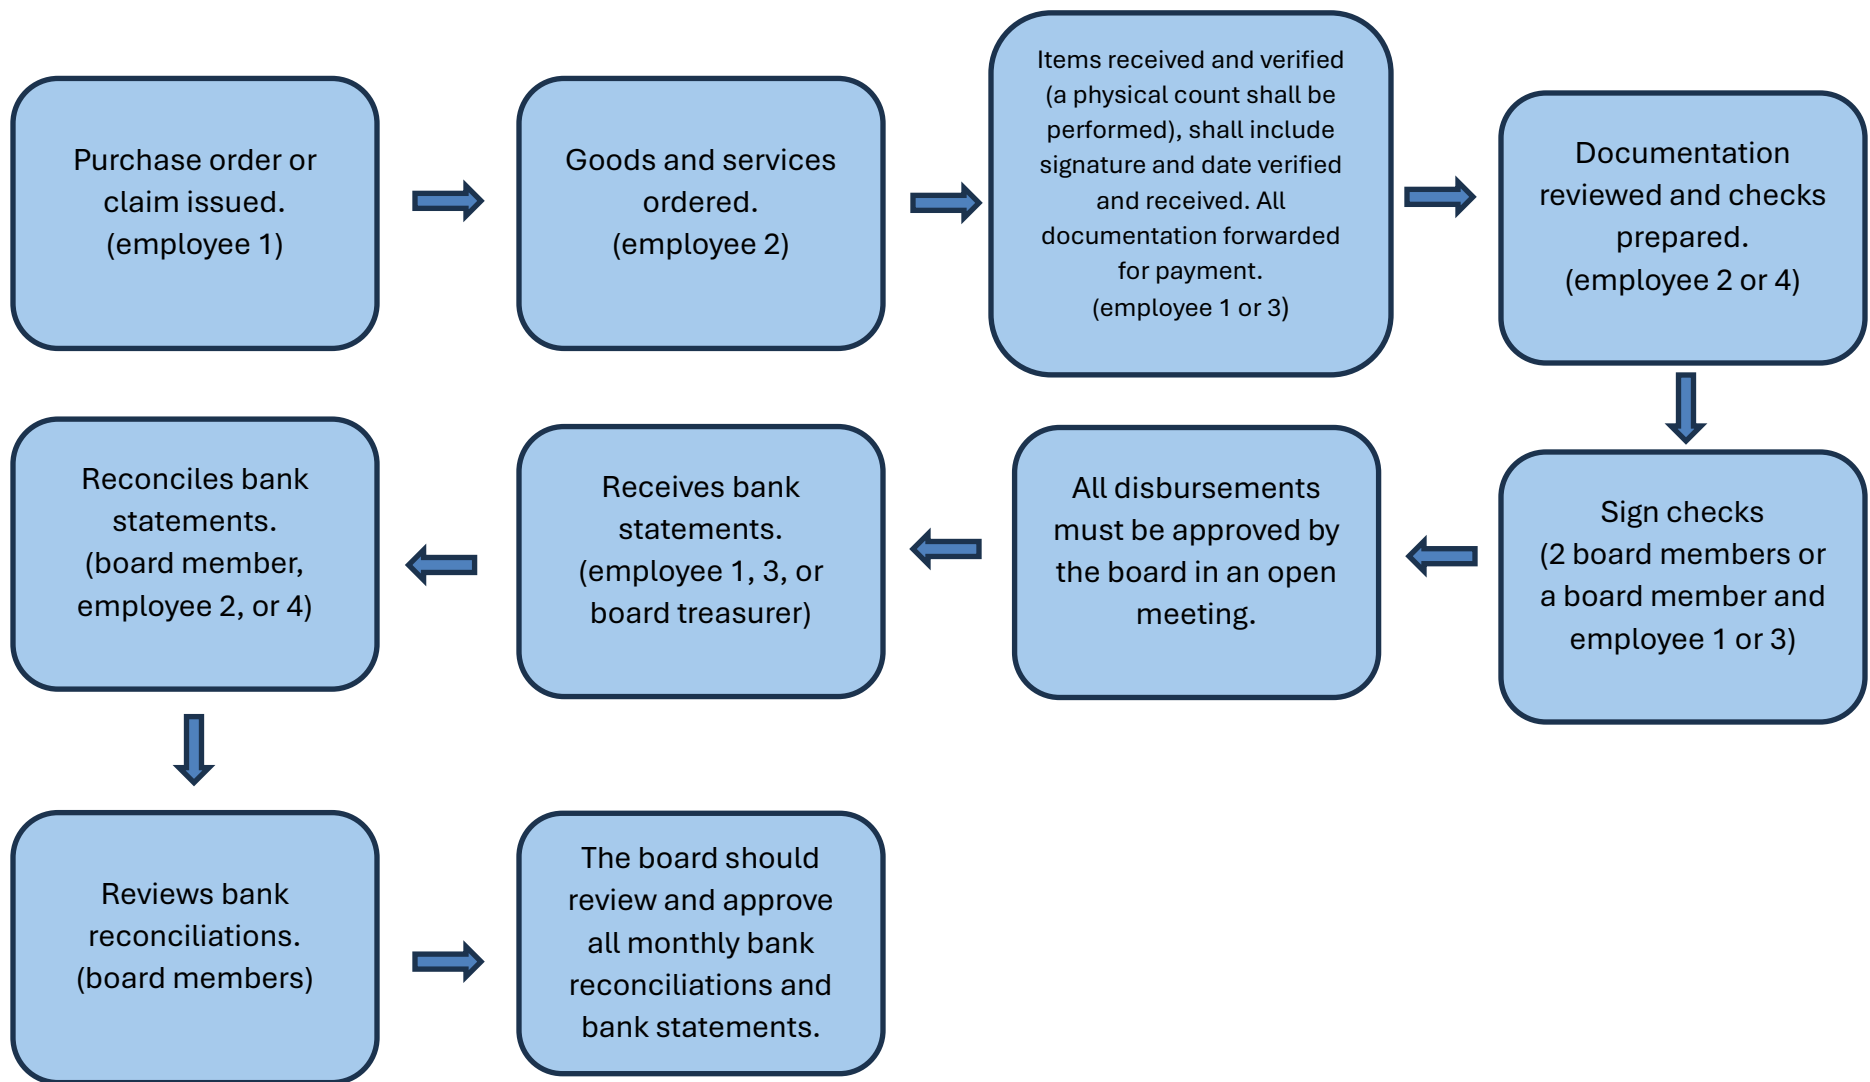 Purchase order or
claim issued.
(employee 1)
Goods and services
ordered.
(employee 2)
Items received and verified
(a physical count shall be
performed), shall include
signature and date verified
and received. All
documentation forwarded
for payment.
(employee 1 or 3)
Documentation
reviewed and checks
prepared.
(employee 2 or 4)
Sign checks
(2 board members or
a board member and
employee 1 or 3)
All disbursements
must be approved by
the board in an open
meeting.
Receives bank
statements.
(employee 1, 3, or
board treasurer)
Reconciles bank
statements.
(board member,
employee 2, or 4)
Reviews bank
reconciliations.
(board members)
The board should
review and approve
all monthly bank
reconciliations and
bank statements.